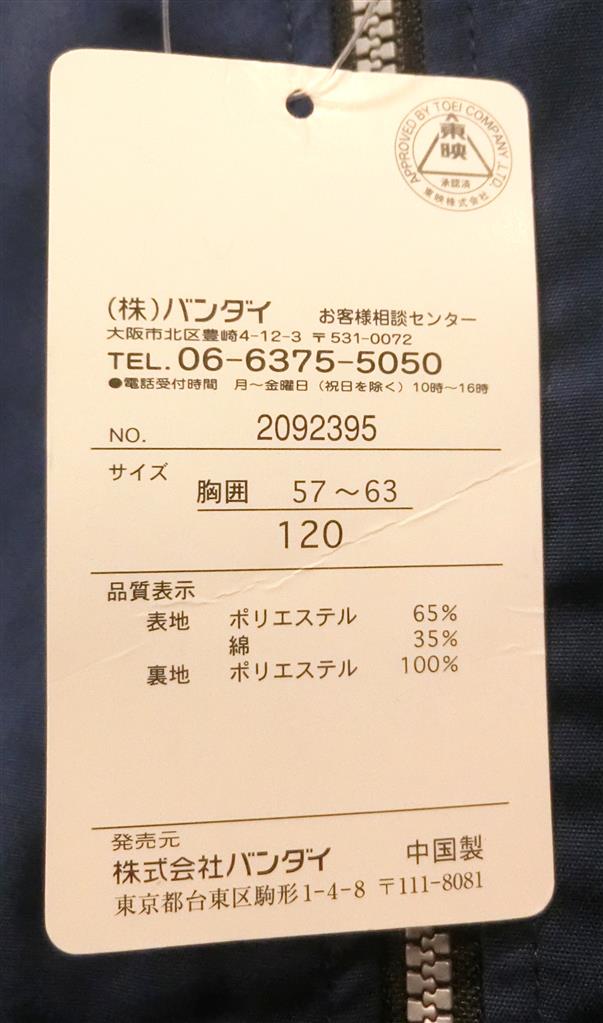 APPROVED BY TOEI COMPANY, LTD.
東映
承認済
東映株式会社
(株)バンダイ お客様相談センター
大阪市北区豊崎4-12-3 〒531-0072
TEL. 06-6375-5050
●電話受付時間 月～金曜日(祝日を除く)10時～16時
NO. 2092395
サイズ
胸囲 57～63
120
品質表示
表地 ポリエステル 65%
綿 35%
裏地 ポリエステル 100%
発売元
株式会社バンダイ 中国製
東京都台東区駒形1-4-8 〒111-8081